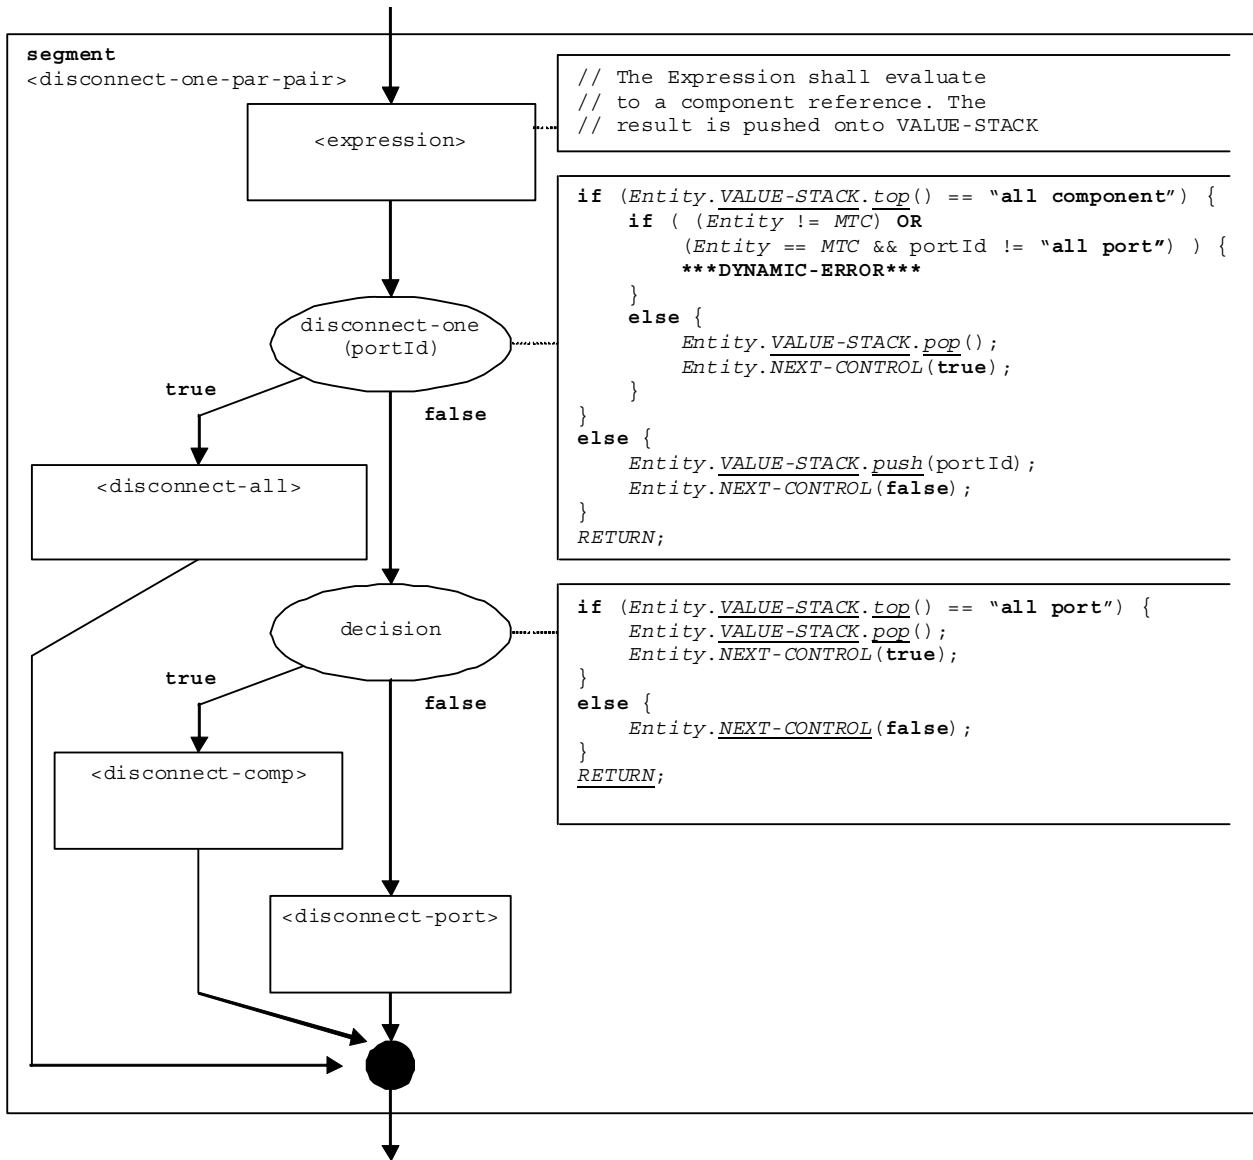 segment
<disconnect-one-par-pair>
<expression>
// The Expression shall evaluate
// to a component reference. The
// result is pushed onto VALUE-STACK
disconnect-one
(portId)
true
false
if (Entity.VALUE-STACK.top() == “all component”) {
if ( (Entity != MTC) OR
(Entity == MTC && portId != “all port”) ) {
***DYNAMIC-ERROR***
}
else {
Entity.VALUE-STACK.pop();
Entity.NEXT-CONTROL(true);
}
}
else {
Entity.VALUE-STACK.push(portId);
Entity.NEXT-CONTROL(false);
}
RETURN;
<disconnect-all>
decision
true
false
if (Entity.VALUE-STACK.top() == “all port”) {
Entity.VALUE-STACK.pop();
Entity.NEXT-CONTROL(true);
}
else {
Entity.NEXT-CONTROL(false);
}
RETURN;
<disconnect-comp>
<disconnect-port>